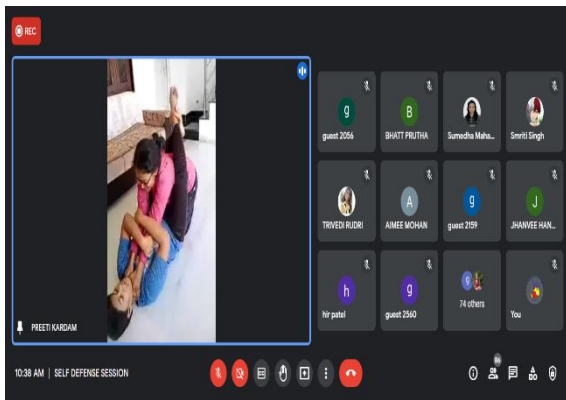 REC
g
guest 2056
B
BHATT PRUTHA
Sumedha Maha...
Smriti Singh
TRIVEDI RUDRI
A
AIMEE MOHAN
g
guest 2159
J
JHANVEE HAN...
h
hir patel
g
guest 2560
g
74 others
You
PREETI KARDAM
10:38 AM | SELF DEFENSE SESSION
86